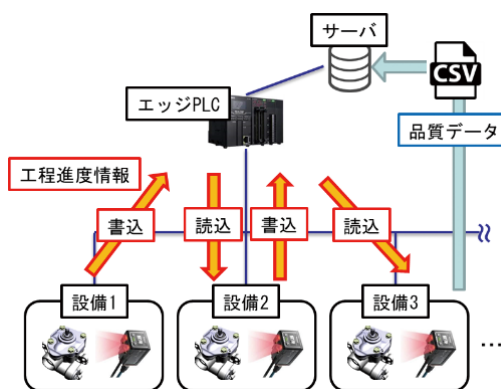 サーバ
CSV
エッジPLC
品質データ
工程進度情報
書込
読込
書込
読込
設備1
設備2
設備3
…